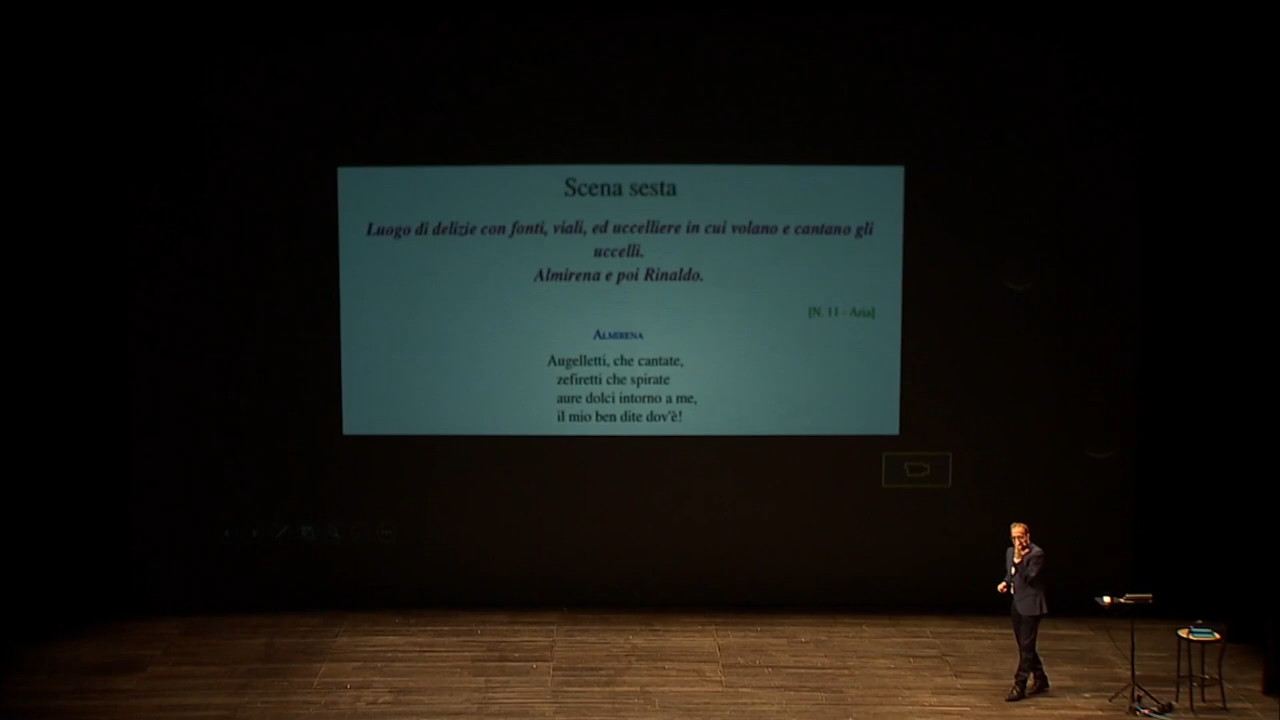 Scena sesta
Luogo di delizie con fonti, viali, ed uccelliere in cui volano e cantano gli
uccelli.
Almirena e poi Rinaldo.
[N. 11 - Aria]
ALMIRENA
Augelletti, che cantate,
zefiretti che spirate
aure dolci intorno a me,
il mio ben dite dov'è!